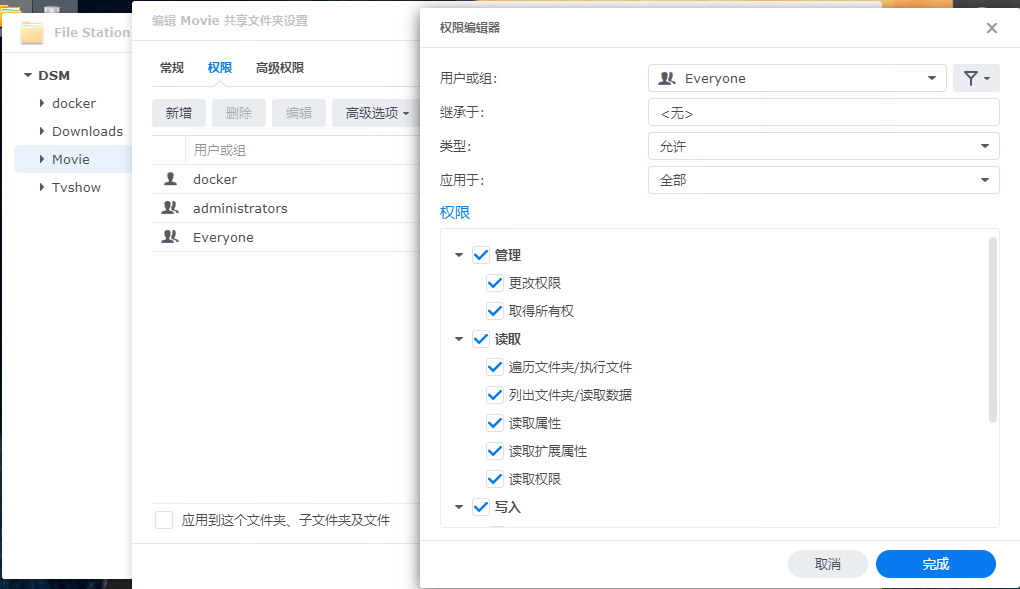 File Station
DSM
docker
Downloads
Movie
Tvshow
编辑 Movie 共享文件夹设置
常规 权限 高级权限
新增 删除 编辑 高级选项
用户或组
docker
administrators
Everyone
应用到这个文件夹、子文件夹及文件
权限编辑器
用户或组: Everyone
继承于: <无>
类型: 允许
应用于: 全部
权限
管理
更改权限
取得所有权
读取
遍历文件夹/执行文件
列出文件夹/读取数据
读取属性
读取扩展属性
读取权限
写入
取消 完成